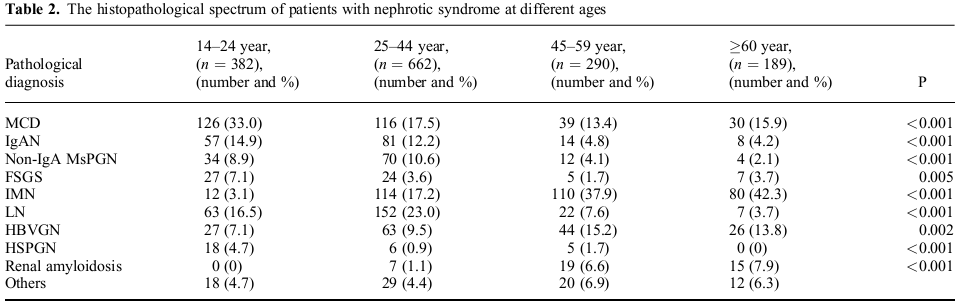 Table 2. The histopathological spectrum of patients with nephrotic syndrome at different ages
14–24 year, 25–44 year, 45–59 year, ≥60 year,
Pathological (n = 382), (n = 662), (n = 290), (n = 189),
diagnosis (number and %) (number and %) (number and %) (number and %) P
MCD 126 (33.0) 116 (17.5) 39 (13.4) 30 (15.9) <0.001
IgAN 57 (14.9) 81 (12.2) 14 (4.8) 8 (4.2) <0.001
Non-IgA MsPGN 34 (8.9) 70 (10.6) 12 (4.1) 4 (2.1) <0.001
FSGS 27 (7.1) 24 (3.6) 5 (1.7) 7 (3.7) 0.005
IMN 12 (3.1) 114 (17.2) 110 (37.9) 80 (42.3) <0.001
LN 63 (16.5) 152 (23.0) 22 (7.6) 7 (3.7) <0.001
HBVGN 27 (7.1) 63 (9.5) 44 (15.2) 26 (13.8) 0.002
HSPGN 18 (4.7) 6 (0.9) 5 (1.7) 0 (0) <0.001
Renal amyloidosis 0 (0) 7 (1.1) 19 (6.6) 15 (7.9) <0.001
Others 18 (4.7) 29 (4.4) 20 (6.9) 12 (6.3)